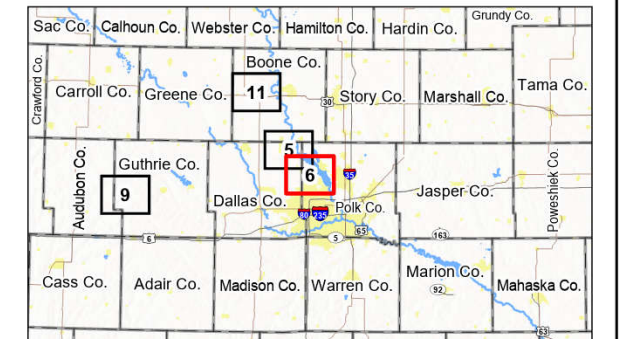 Grundy Co.
Sac Co. Calhoun Co. Webster Co. Hamilton Co. Hardin Co.
Boone Co.
Crawford Co. Carroll Co. Greene Co. 11 30 Story Co. Marshall Co. Tama Co.
5
Audubon Co. Guthrie Co. 6 35 Poweshiek Co.
9 Dallas Co. Polk Co. Jasper Co.
80 235
6 5 65 163
Cass Co. Adair Co. Madison Co. Warren Co. Marion Co. Mahaska Co.
92
63